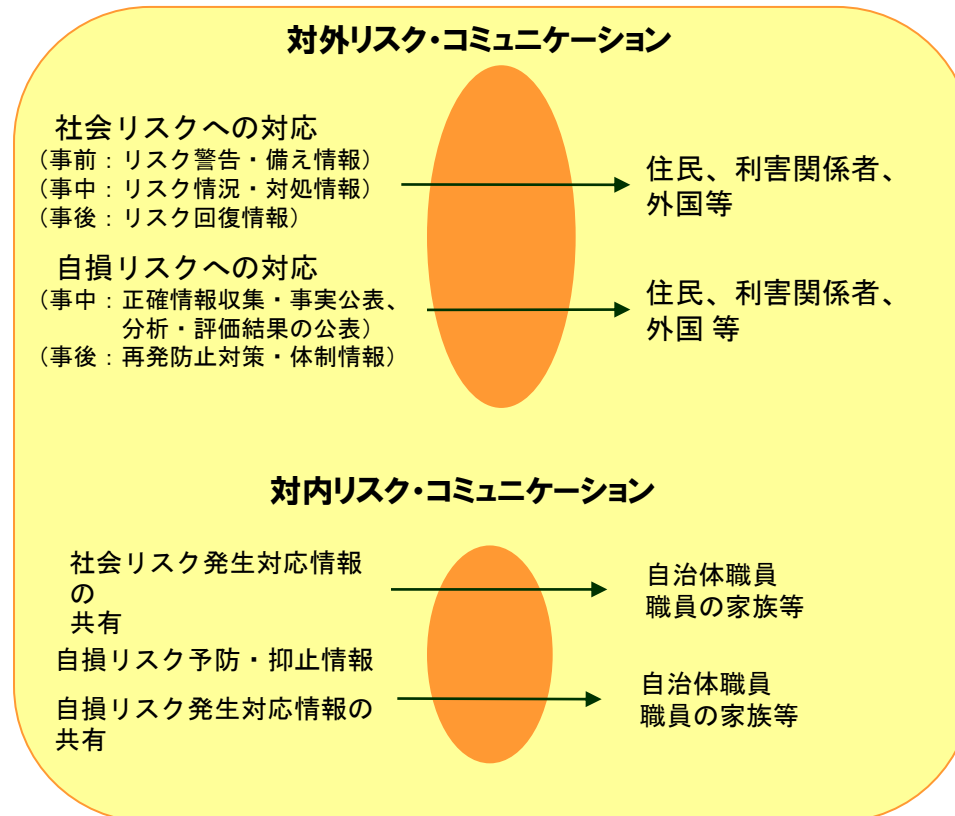 対外リスク・コミュニケーション
社会リスクへの対応
（事前：リスク警告・備え情報）
（事中：リスク情況・対処情報）
（事後：リスク回復情報）
住民、利害関係者、
外国等
自損リスクへの対応
（事中：正確情報収集・事実公表、
分析・評価結果の公表）
（事後：再発防止対策・体制情報）
住民、利害関係者、
外国 等
対内リスク・コミュニケーション
社会リスク発生対応情報
の
共有
自治体職員
職員の家族等
自損リスク予防・抑止情報
自損リスク発生対応情報の
共有
自治体職員
職員の家族等